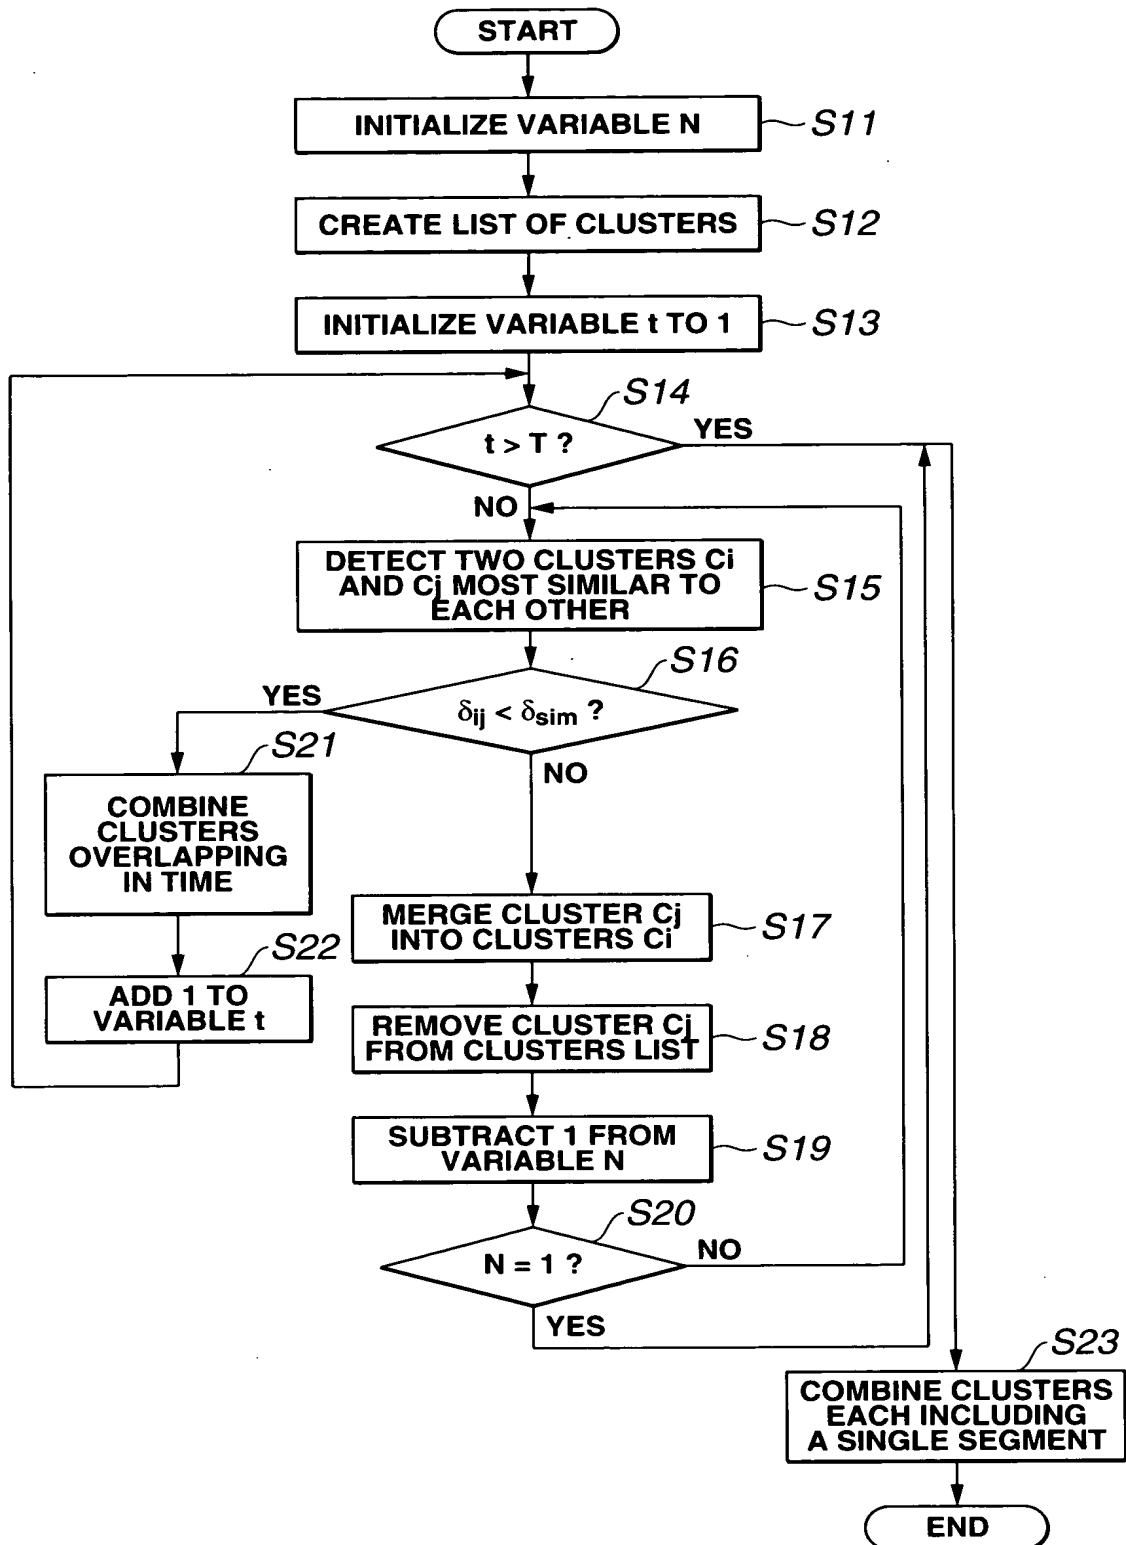 START
INITIALIZE VARIABLE N
S11
CREATE LIST OF CLUSTERS
S12
INITIALIZE VARIABLE t TO 1
S13
S14
t > T ?
YES
NO
DETECT TWO CLUSTERS Ci
AND Cj MOST SIMILAR TO
EACH OTHER
S15
S16
YES
δij < δsim ?
NO
S21
COMBINE
CLUSTERS
OVERLAPPING
IN TIME
MERGE CLUSTER Cj
INTO CLUSTERS Ci
S17
S22
ADD 1 TO
VARIABLE t
REMOVE CLUSTER Cj
FROM CLUSTERS LIST
S18
SUBTRACT 1 FROM
VARIABLE N
S19
S20
N = 1 ?
NO
YES
S23
COMBINE CLUSTERS
EACH INCLUDING
A SINGLE SEGMENT
END